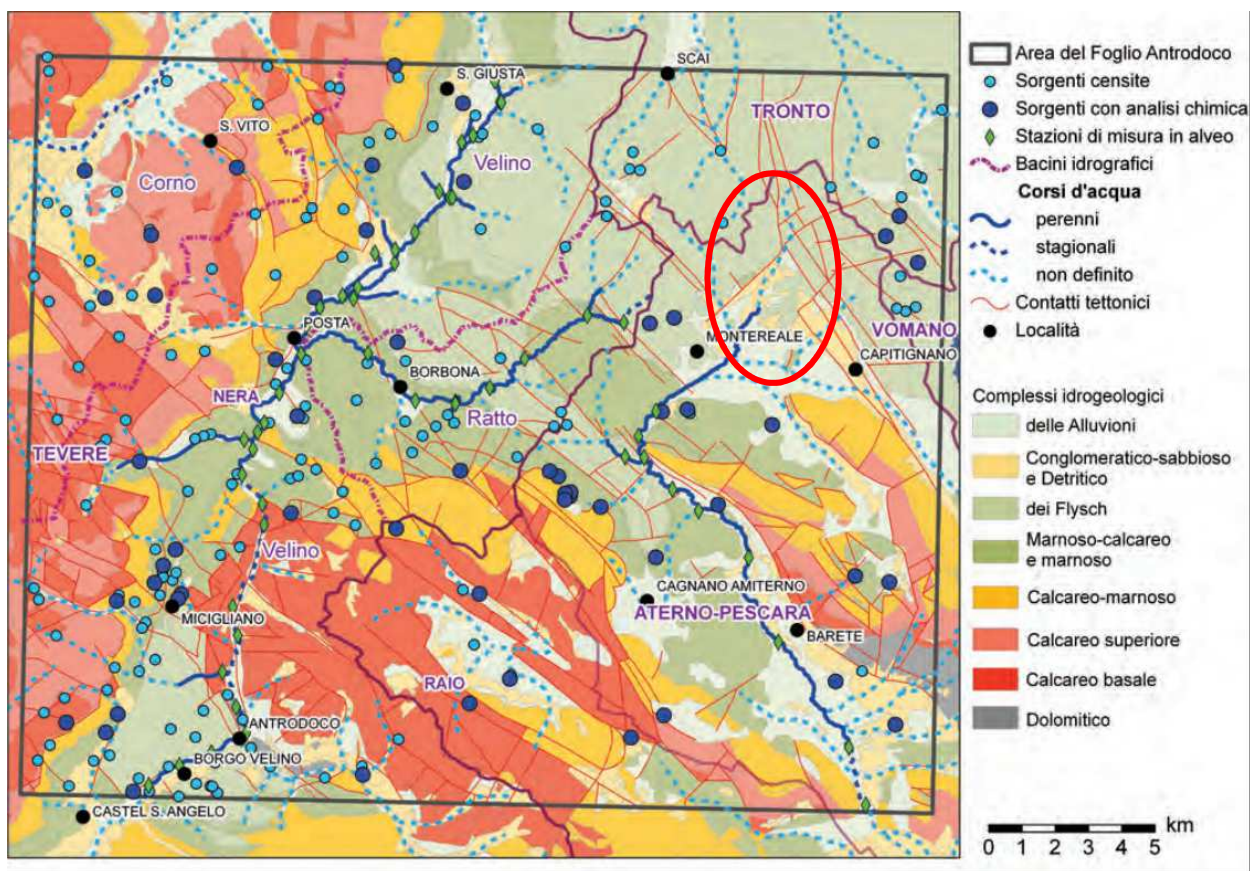 SCAI
S. GIUSTA
TRONTO
S. VITO
Velino
Corno
POSTA
MONTEREALE
VOMANO
CAPITIGNANO
BORBONA
NERA
Ratto
TEVERE
Velino
CAGNANO AMITERNO
MICIGLIANO
ATERNO-PESCARA
BARETE
RAIO
ANTRODOCO
BORGO VELINO
CASTEL S. ANGELO
Area del Foglio Antrodoco
Sorgenti censite
Sorgenti con analisi chimica
Stazioni di misura in alveo
Bacini idrografici
Corsi d'acqua
perenni
stagionali
non definito
Contatti tettonici
Località
Complessi idrogeologici
delle Alluvioni
Conglomeratico-sabbioso
e Detritico
dei Flysch
Marnoso-calcareo
e marnoso
Calcareo-marnoso
Calcareo superiore
Calcareo basale
Dolomitico
km
0 1 2 3 4 5